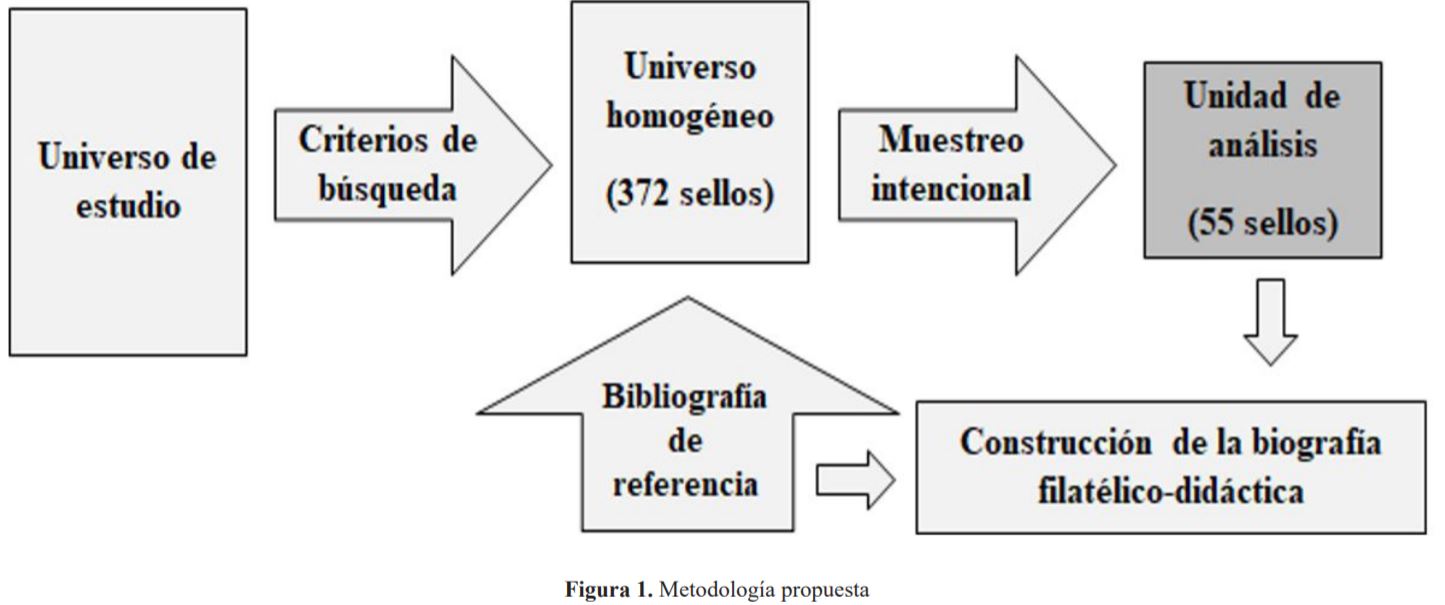 Universo de
estudio
Criterios de
búsqueda
Universo
homogéneo
(372 sellos)
Muestreo
intencional
Unidad de
análisis
(55 sellos)
Bibliografía
de
referencia
Construcción de la biografía
filatélico-didáctica
Figura 1. Metodología propuesta